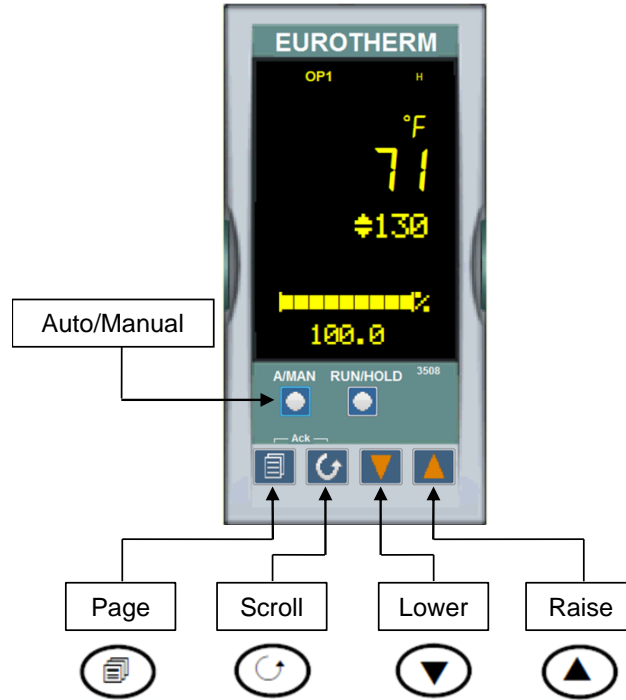 EUROTHERM
OP1 H
°F
71
130
%
100.0
Auto/Manual
A/MAN RUN/HOLD 3508
Ack
Page Scroll Lower Raise